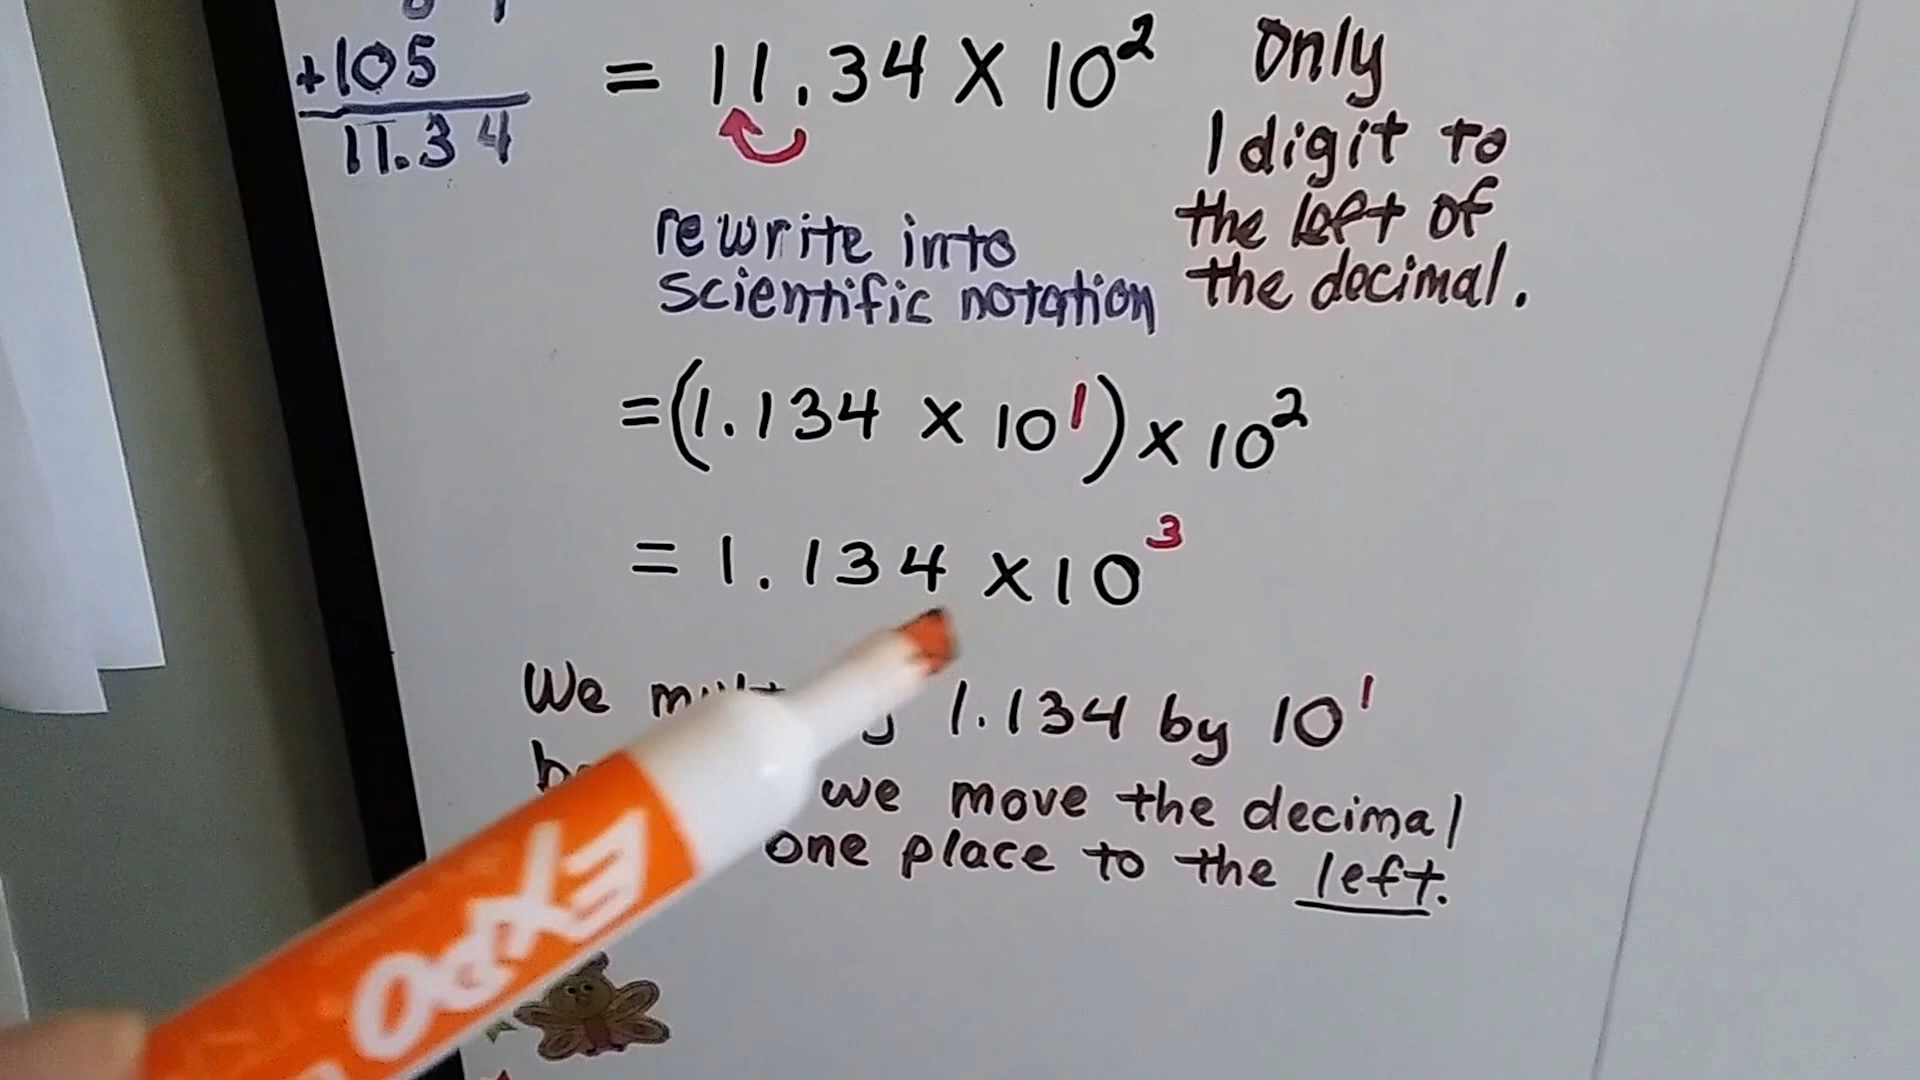 +105
11.34
= 11.34 X 10²
Only
1 digit to
the left of
the decimal.
rewrite into
scientific notation
=(1.134 x 10¹) x 10²
= 1.134 x 10³
We 1.134 by 10¹
we move the decimal
one place to the left.
EXPO